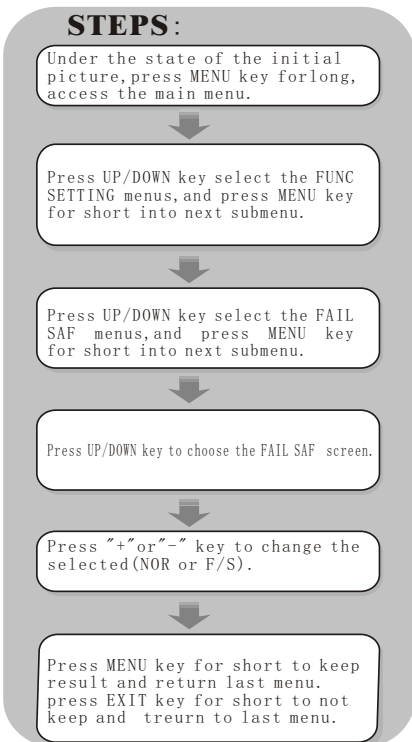 STEPS:
Under the state of the initial
picture,press MENU key forlong,
access the main menu.
Press UP/DOWN key select the FUNC
SETTING menus,and press MENU key
for short into next submenu.
Press UP/DOWN key select the FAIL
SAF menus,and press MENU key
for short into next submenu.
Press UP/DOWN key to choose the FAIL SAF screen.
Press "+"or"-" key to change the
selected(NOR or F/S).
Press MENU key for short to keep
result and return last menu.
press EXIT key for short to not
keep and treurn to last menu.